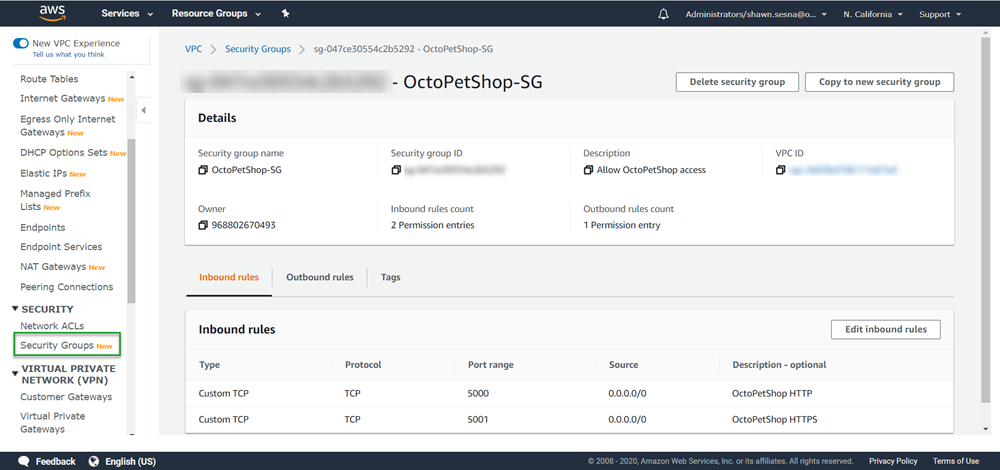 aws Services Resource Groups Administrators/shawn.sesna@o... N. California Support
New VPC Experience
Tell us what you think
Route Tables
Internet Gateways New
Egress Only Internet
Gateways New
DHCP Options Sets New
Elastic IPs New
Managed Prefix
Lists New
Endpoints
Endpoint Services
NAT Gateways New
Peering Connections
SECURITY
Network ACLs
Security Groups New
VIRTUAL PRIVATE
NETWORK (VPN)
Customer Gateways
Virtual Private
Gateways
VPC > Security Groups > sg-047ce30554c2b5292 - OctoPetShop-SG
- OctoPetShop-SG
Delete security group Copy to new security group
Details
Security group name Security group ID Description VPC ID
OctoPetShop-SG Allow OctoPetShop access
Owner Inbound rules count Outbound rules count
968802670493 2 Permission entries 1 Permission entry
Inbound rules Outbound rules Tags
Inbound rules Edit inbound rules
Type Protocol Port range Source Description - optional
Custom TCP TCP 5000 0.0.0.0/0 OctoPetShop HTTP
Custom TCP TCP 5001 0.0.0.0/0 OctoPetShop HTTPS
Feedback English (US) © 2008 - 2020, Amazon Web Services, Inc. or its affiliates. All rights reserved. Privacy Policy Terms of Use